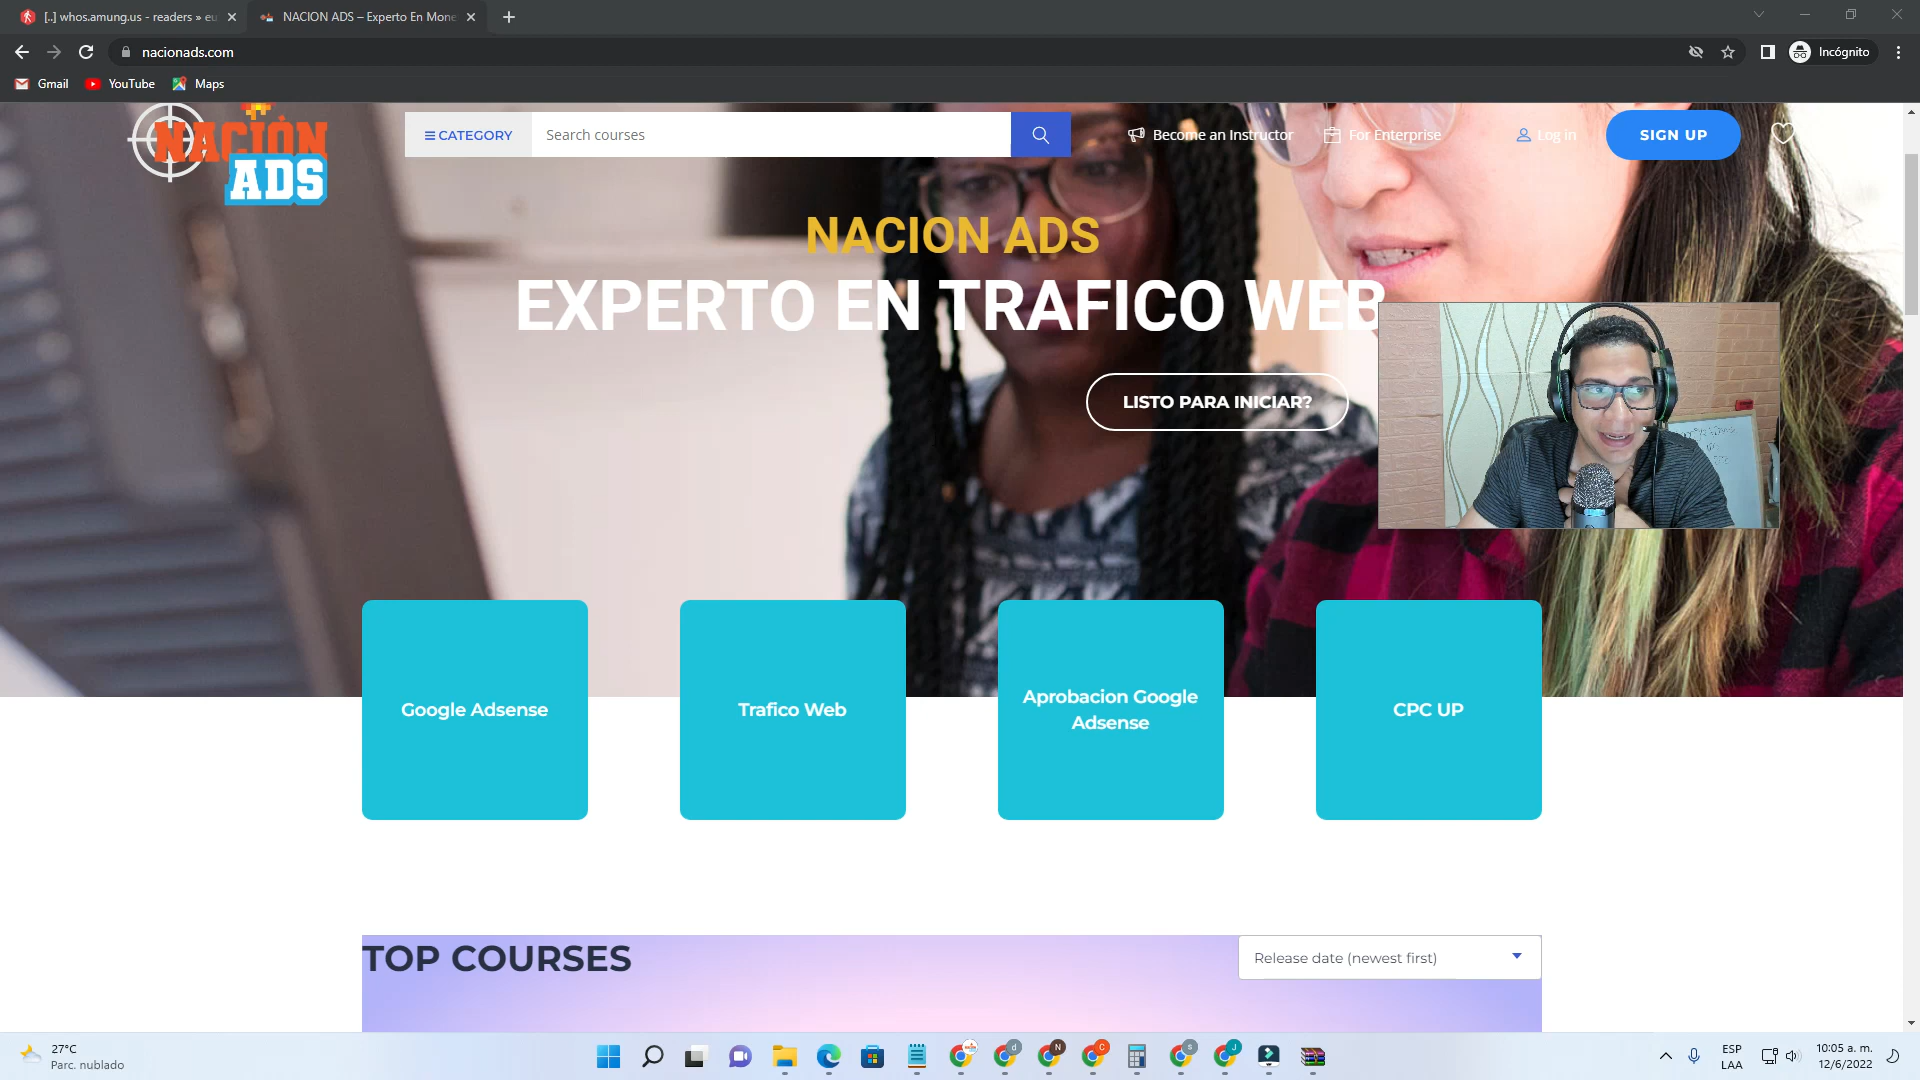 [..] whos.amung.us - readers » eu
NACION ADS – Experto En Mone
nacionads.com
Incógnito
Gmail
YouTube
Maps
NACIÓN
ADS
CATEGORY
Search courses
Become an Instructor
For Enterprise
Log in
SIGN UP
NACION ADS
EXPERTO EN TRAFICO WEB
LISTO PARA INICIAR?
Google Adsense
Trafico Web
Aprobacion Google
Adsense
CPC UP
TOP COURSES
Release date (newest first)
27°C
Parc. nublado
ESP
LAA
10:05 a. m.
12/6/2022